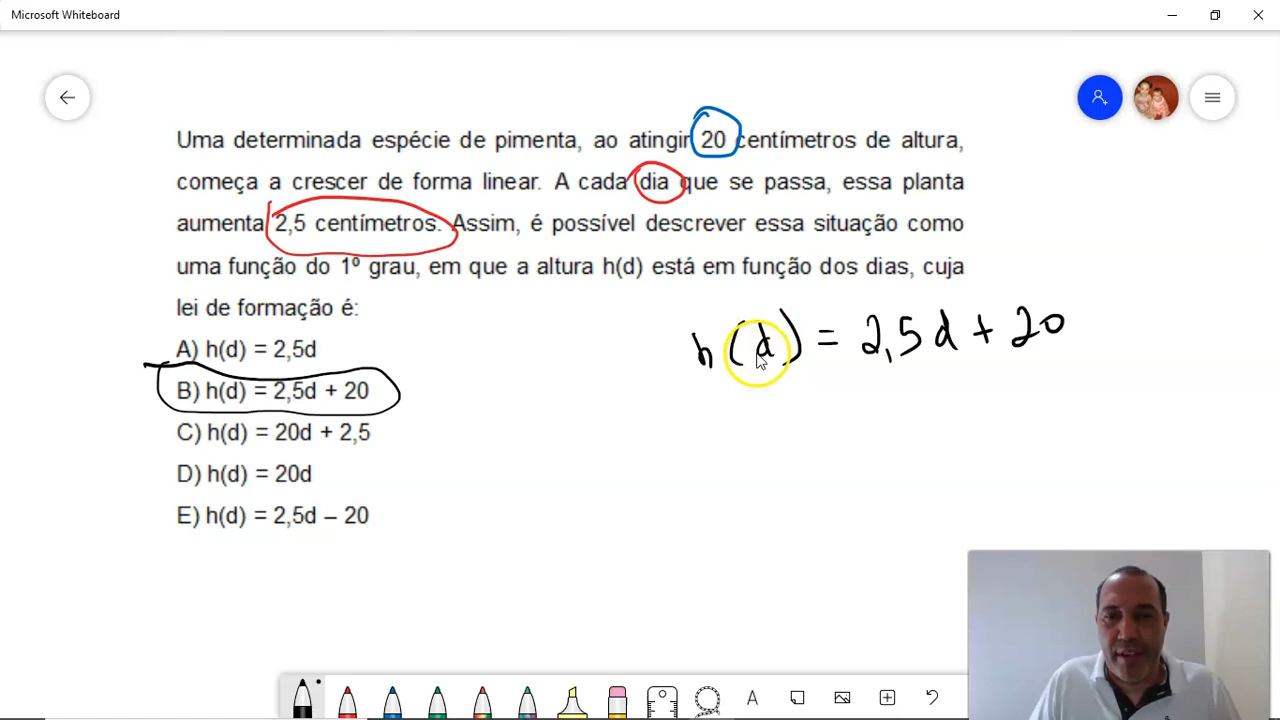 Microsoft Whiteboard
Uma determinada espécie de pimenta, ao atingir 20 centímetros de altura,
começa a crescer de forma linear. A cada dia que se passa, essa planta
aumenta 2,5 centímetros. Assim, é possível descrever essa situação como
uma função do 1º grau, em que a altura h(d) está em função dos dias, cuja
lei de formação é:
A) h(d) = 2,5d
B) h(d) = 2,5d + 20
C) h(d) = 20d + 2,5
D) h(d) = 20d
E) h(d) = 2,5d – 20
h(d) = 2,5d + 20
A